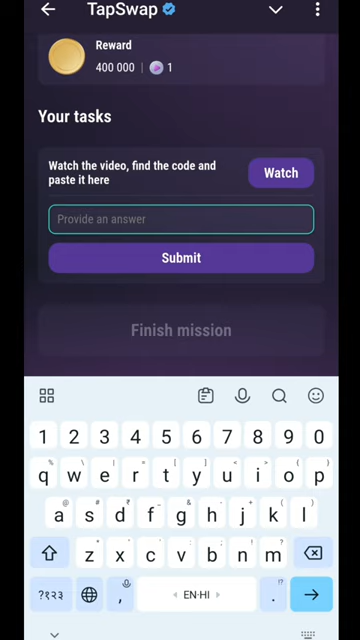 TapSwap
Reward
400 000 | 1
Your tasks
Watch the video, find the code and
paste it here
Watch
Provide an answer
Submit
Finish mission
1 2 3 4 5 6 7 8 9 0
q w e r t y u i o p
a s d f g h j k l
z x c v b n m
?१२३ , EN·HI .